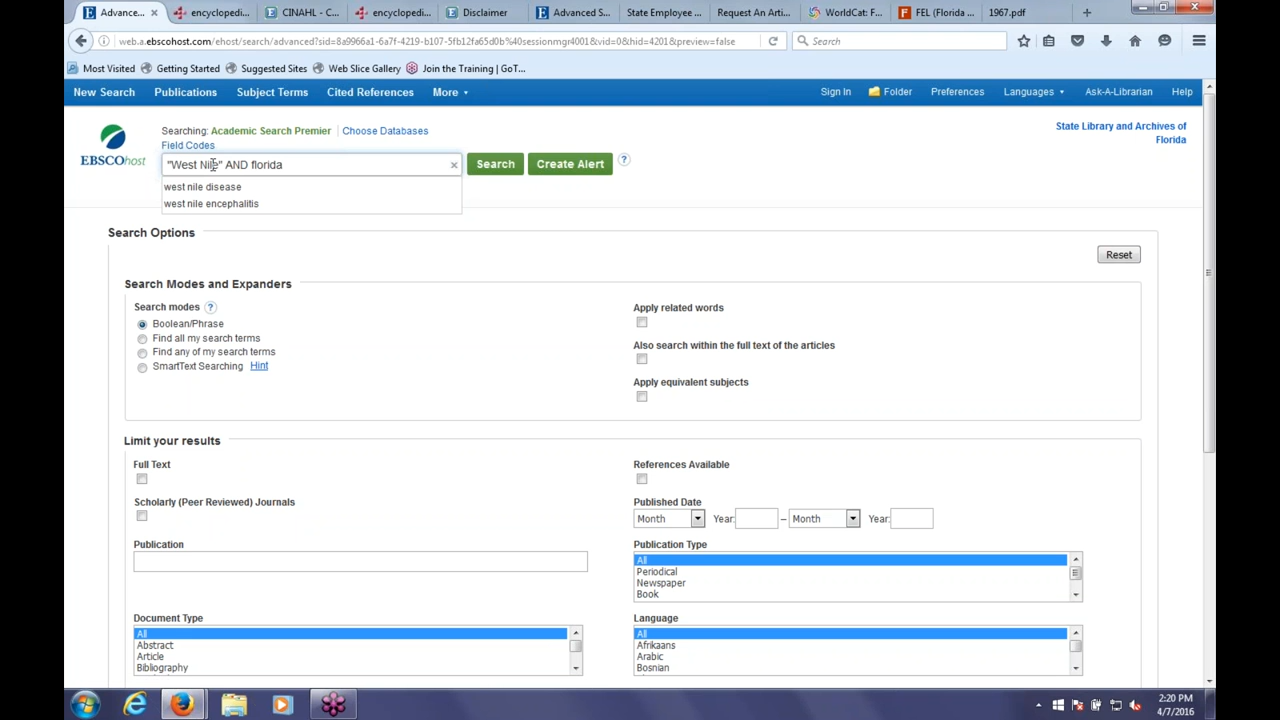 Advance... × encyclopedi... CINAHL - C... encyclopedi... Disclaimer Advanced S... State Employee ... Request An Arti... WorldCat: F... FEL (Florida ... 1967.pdf +
web.a.ebscohost.com/ehost/search/advanced?sid=8a9966a1-6a7f-4219-b107-5fb12fa65d0b%40sessionmgr4001&vid=0&hid=4201&preview=false Search
Most Visited Getting Started Suggested Sites Web Slice Gallery Join the Training | GoT...
New Search Publications Subject Terms Cited References More Sign In Folder Preferences Languages Ask-A-Librarian Help
Searching: Academic Search Premier Choose Databases
State Library and Archives of
Florida
Field Codes
EBSCOhost
"West Nile" AND florida × Search Create Alert ?
west nile disease
west nile encephalitis
Search Options
Reset
Search Modes and Expanders
Search modes ?
Boolean/Phrase
Find all my search terms
Find any of my search terms
SmartText Searching Hint
Apply related words
Also search within the full text of the articles
Apply equivalent subjects
Limit your results
Full Text
References Available
Scholarly (Peer Reviewed) Journals
Published Date
Month Year: – Month Year:
Publication
Publication Type
All
Periodical
Newspaper
Book
Document Type
All
Abstract
Article
Bibliography
Language
All
Afrikaans
Arabic
Bosnian
2:20 PM
4/7/2016